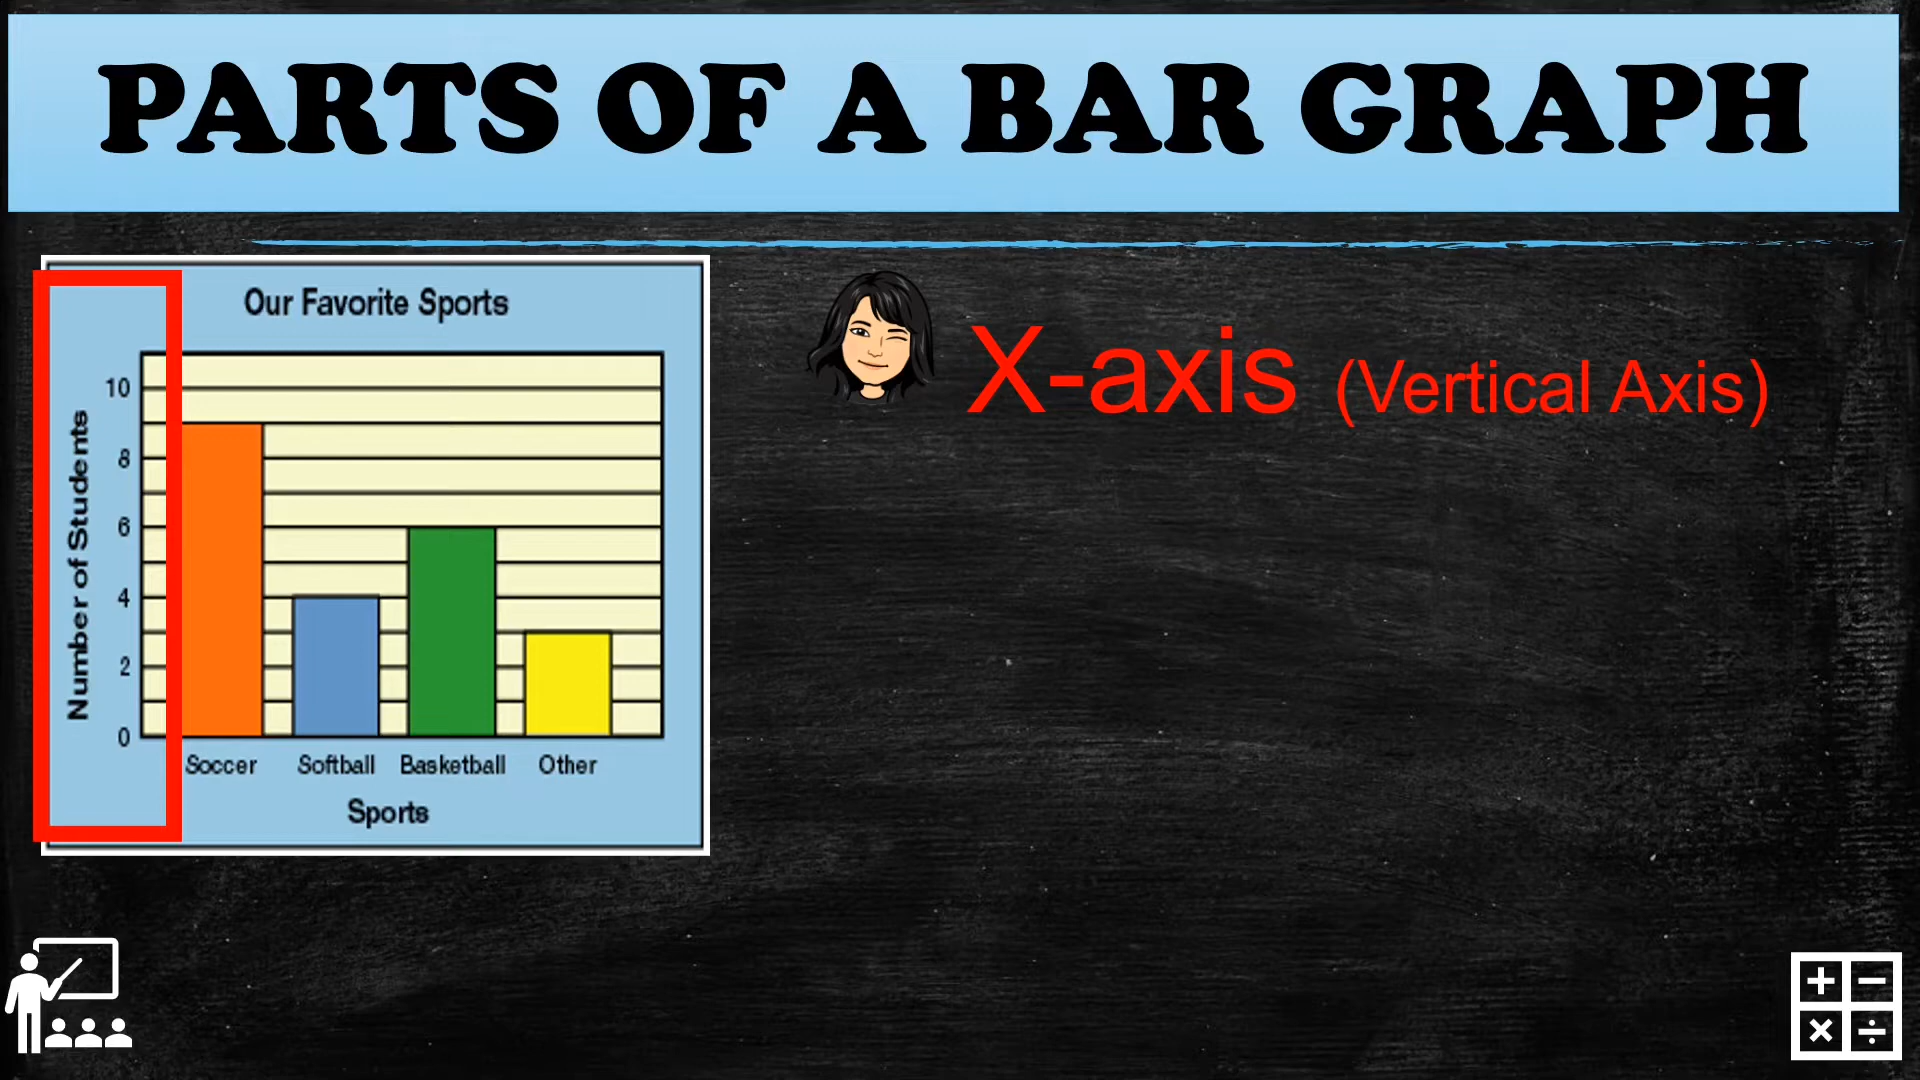 PARTS OF A BAR GRAPH
Our Favorite Sports
X-axis (Vertical Axis)
Number of Students
10
8
6
4
2
0
Soccer Softball Basketball Other
Sports
+ −
× ÷